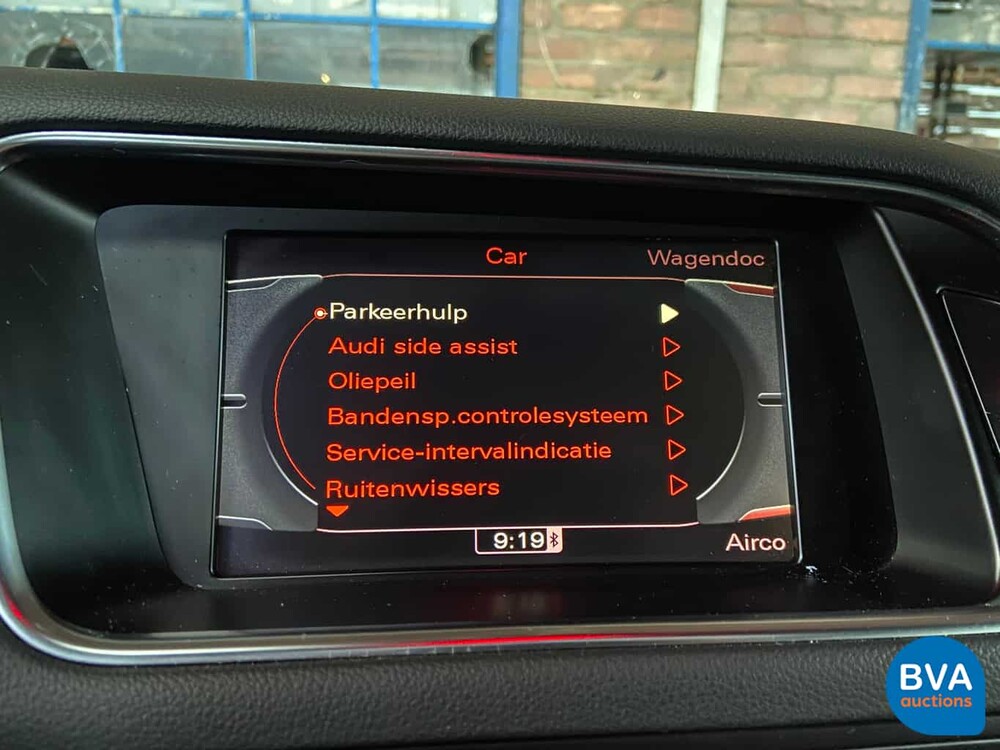 Car
Wagendoc
Parkeerhulp
Audi side assist
Oliepeil
Bandensp.controlesysteem
Service-intervalindicatie
Ruitenwissers
9:19
Airco
BVA
auctions